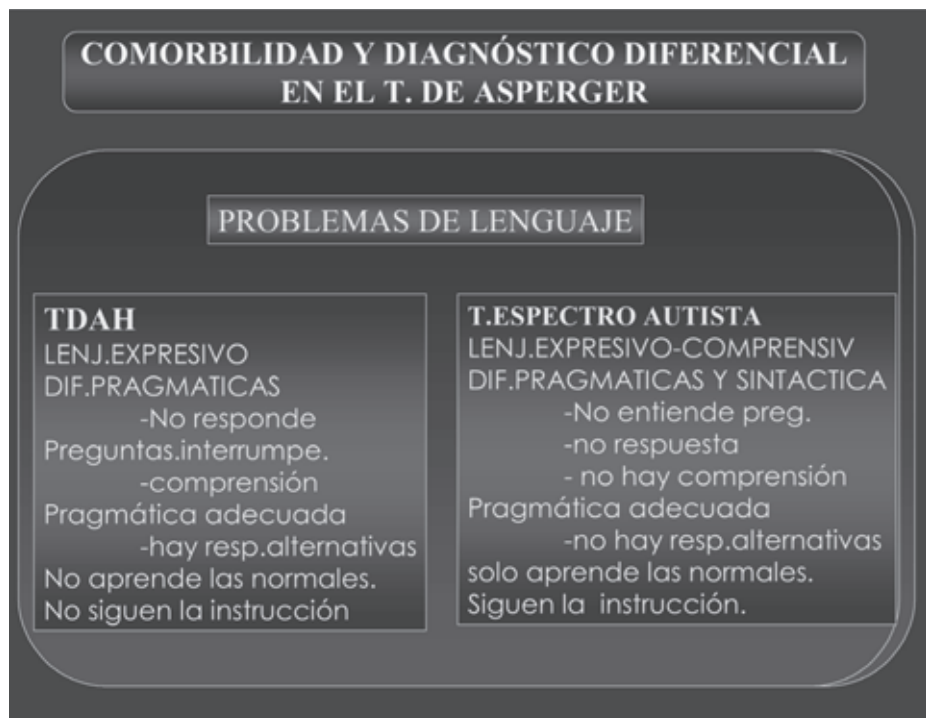 COMORBILIDAD Y DIAGNÓSTICO DIFERENCIAL
EN EL T. DE ASPERGER
PROBLEMAS DE LENGUAJE
TDAH
LENJ.EXPRESIVO
DIF.PRAGMATICAS
-No responde
Preguntas.interrumpe.
-comprensión
Pragmática adecuada
-hay resp.alternativas
No aprende las normales.
No siguen la instrucción
T.ESPECTRO AUTISTA
LENJ.EXPRESIVO-COMPRENSIV
DIF.PRAGMATICAS Y SINTACTICA
-No entiende preg.
-no respuesta
- no hay comprensión
Pragmática adecuada
-no hay resp.alternativas
solo aprende las normales.
Siguen la instrucción.